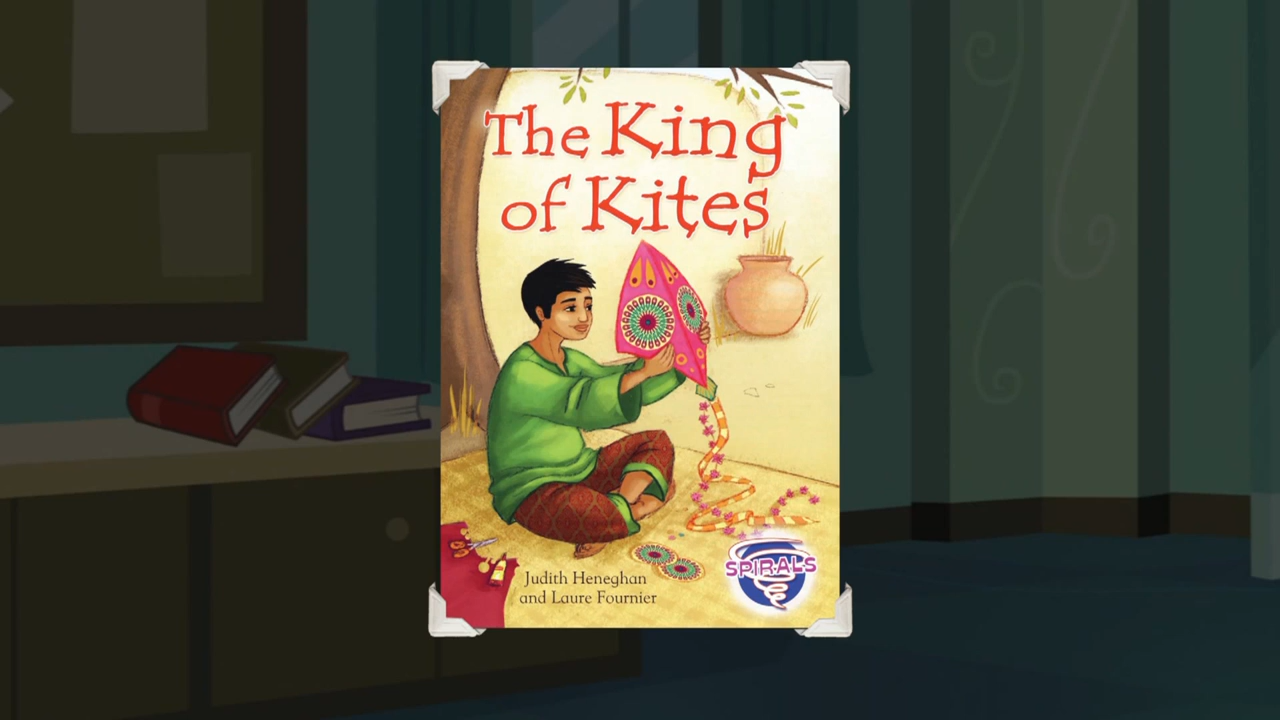 The King
of Kites
Judith Heneghan
and Laure Fournier
SPIRALS